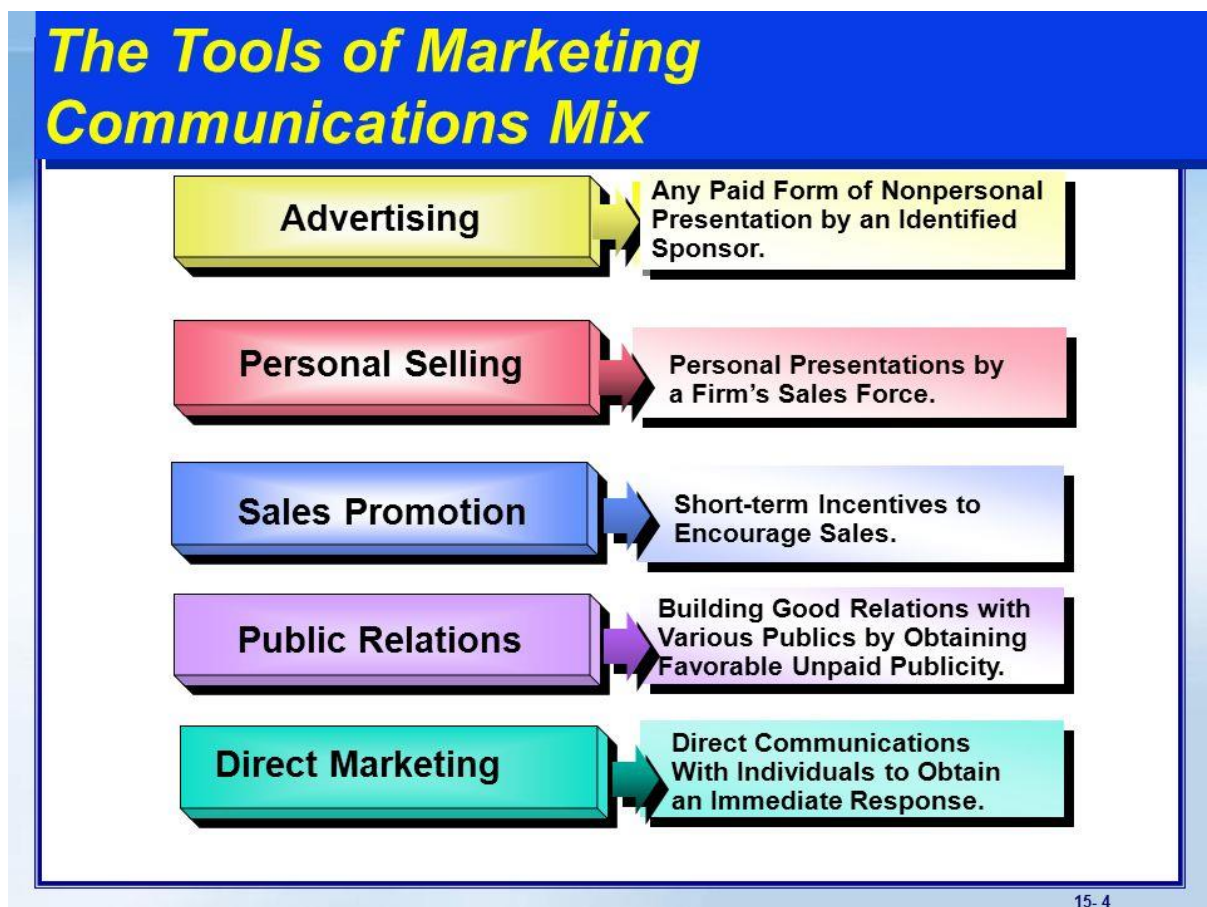 The Tools of Marketing
Communications Mix
Advertising
Any Paid Form of Nonpersonal
Presentation by an Identified
Sponsor.
Personal Selling
Personal Presentations by
a Firm’s Sales Force.
Sales Promotion
Short-term Incentives to
Encourage Sales.
Public Relations
Building Good Relations with
Various Publics by Obtaining
Favorable Unpaid Publicity.
Direct Marketing
Direct Communications
With Individuals to Obtain
an Immediate Response.
15- 4